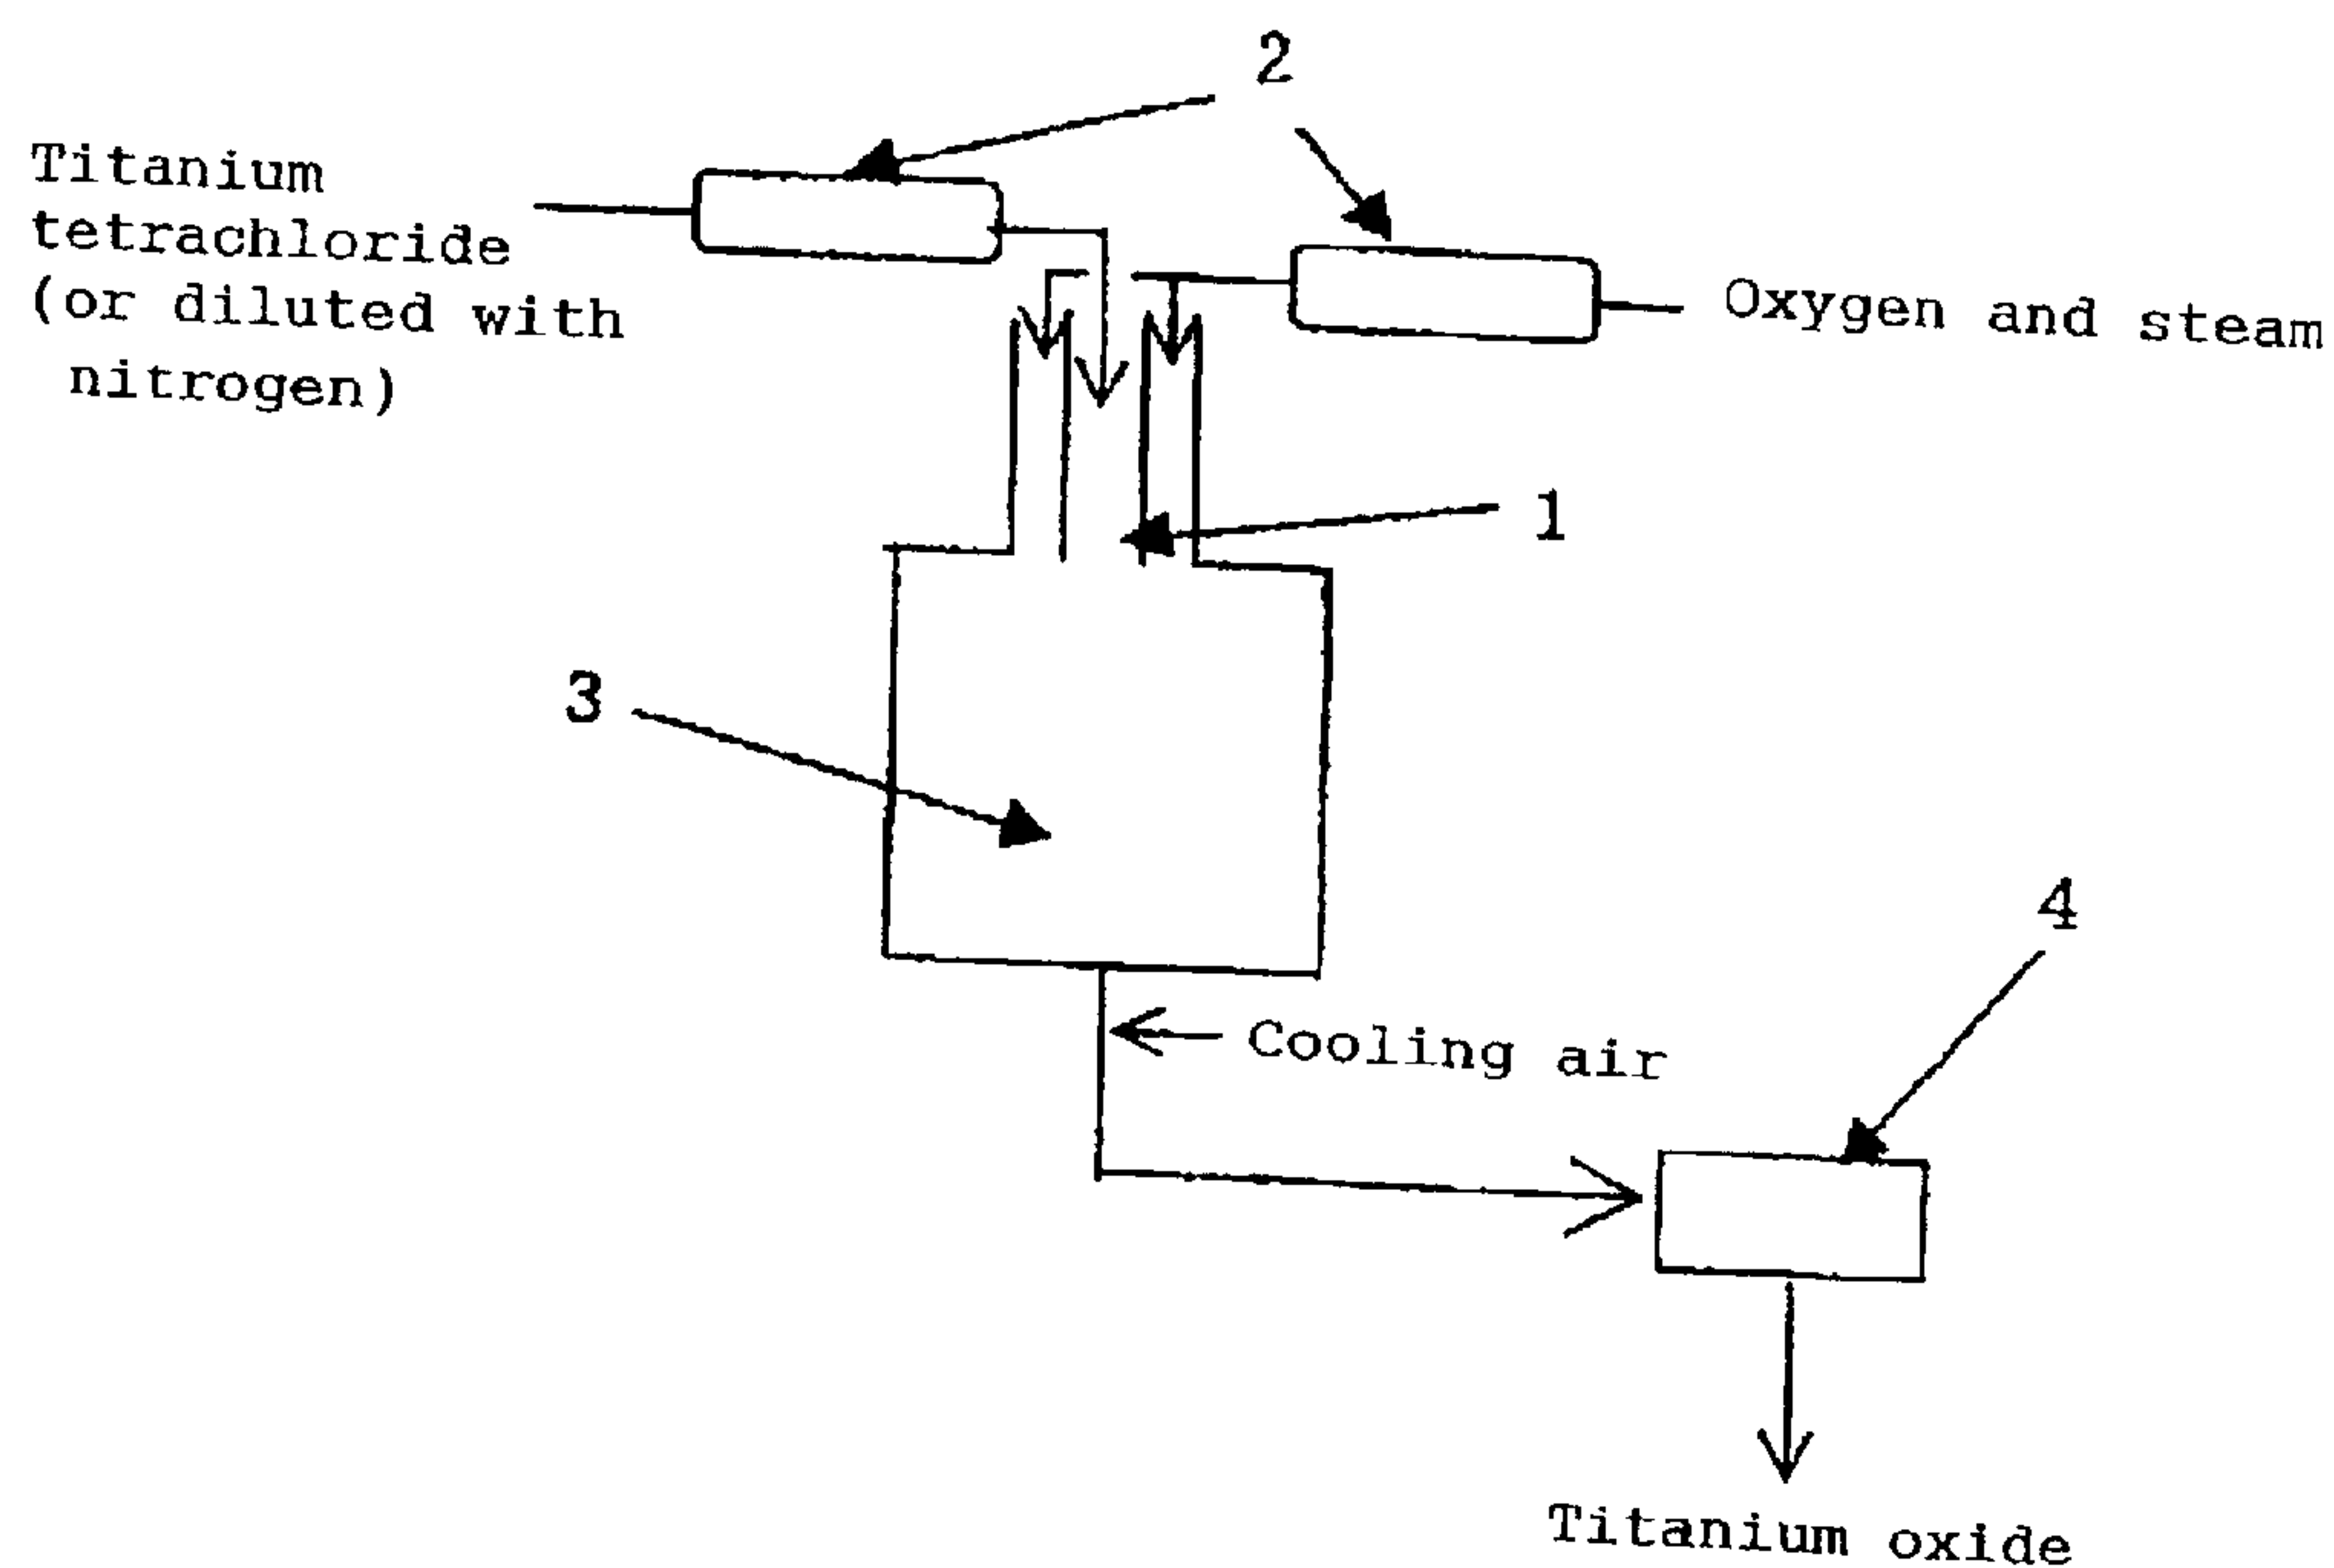 2
Titanium
tetrachloride
(or diluted with
nitrogen)
Oxygen and steam
1
3
4
Cooling air
Titanium oxide